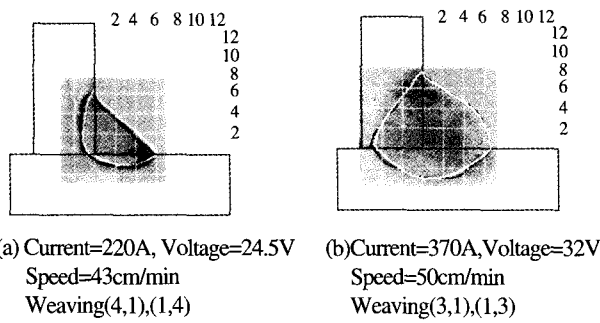 2 4 6 8 10 12
12
10
8
6
4
2
2 4 6 8 10 12
12
10
8
6
4
2
(a) Current=220A, Voltage=24.5V
Speed=43cm/min
Weaving(4,1),(1,4)
(b)Current=370A,Voltage=32V
Speed=50cm/min
Weaving(3,1),(1,3)